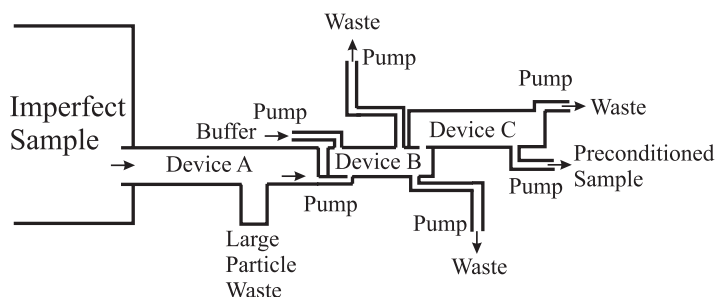 Waste
Pump
Pump
Imperfect
Sample
Pump
Buffer
Waste
Device C
Device A
Device B
Preconditioned
Sample
Pump
Pump
Pump
Large
Particle
Waste
Waste